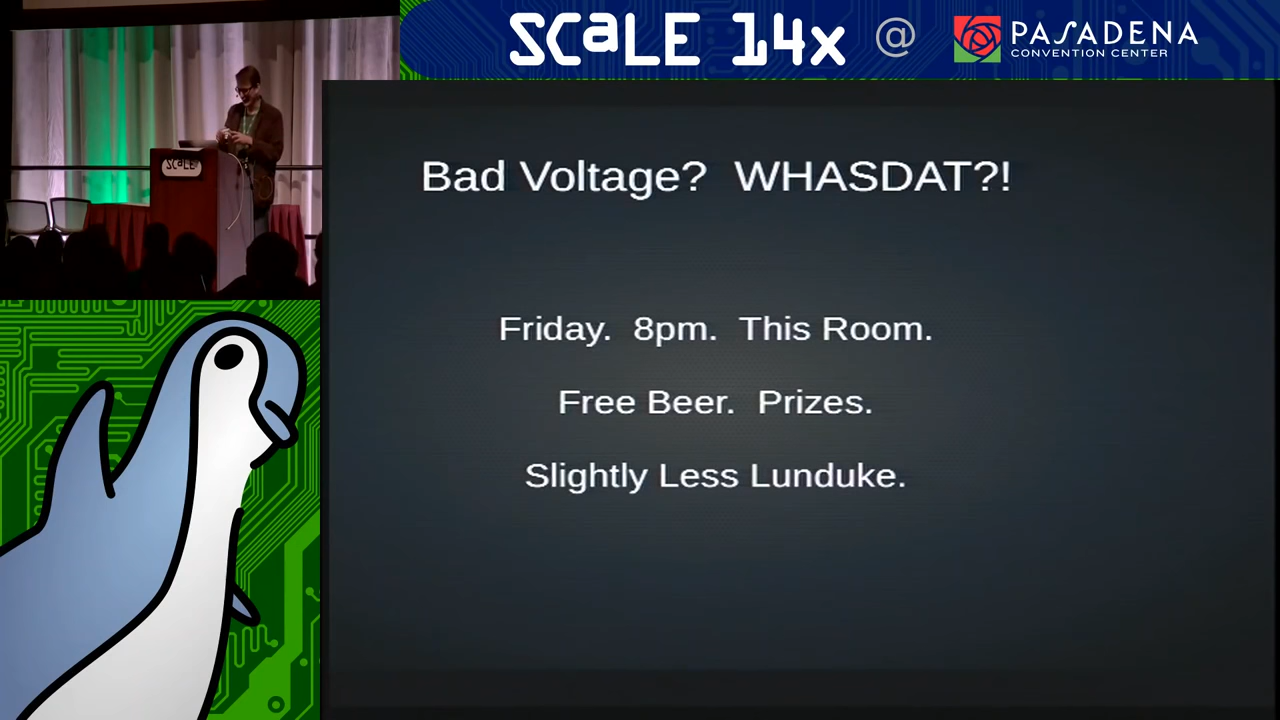 SCaLE 14x @ PASADENA
CONVENTION CENTER
SCaLE
Bad Voltage?  WHASDAT?!
Friday.  8pm.  This Room.
Free Beer.  Prizes.
Slightly Less Lunduke.